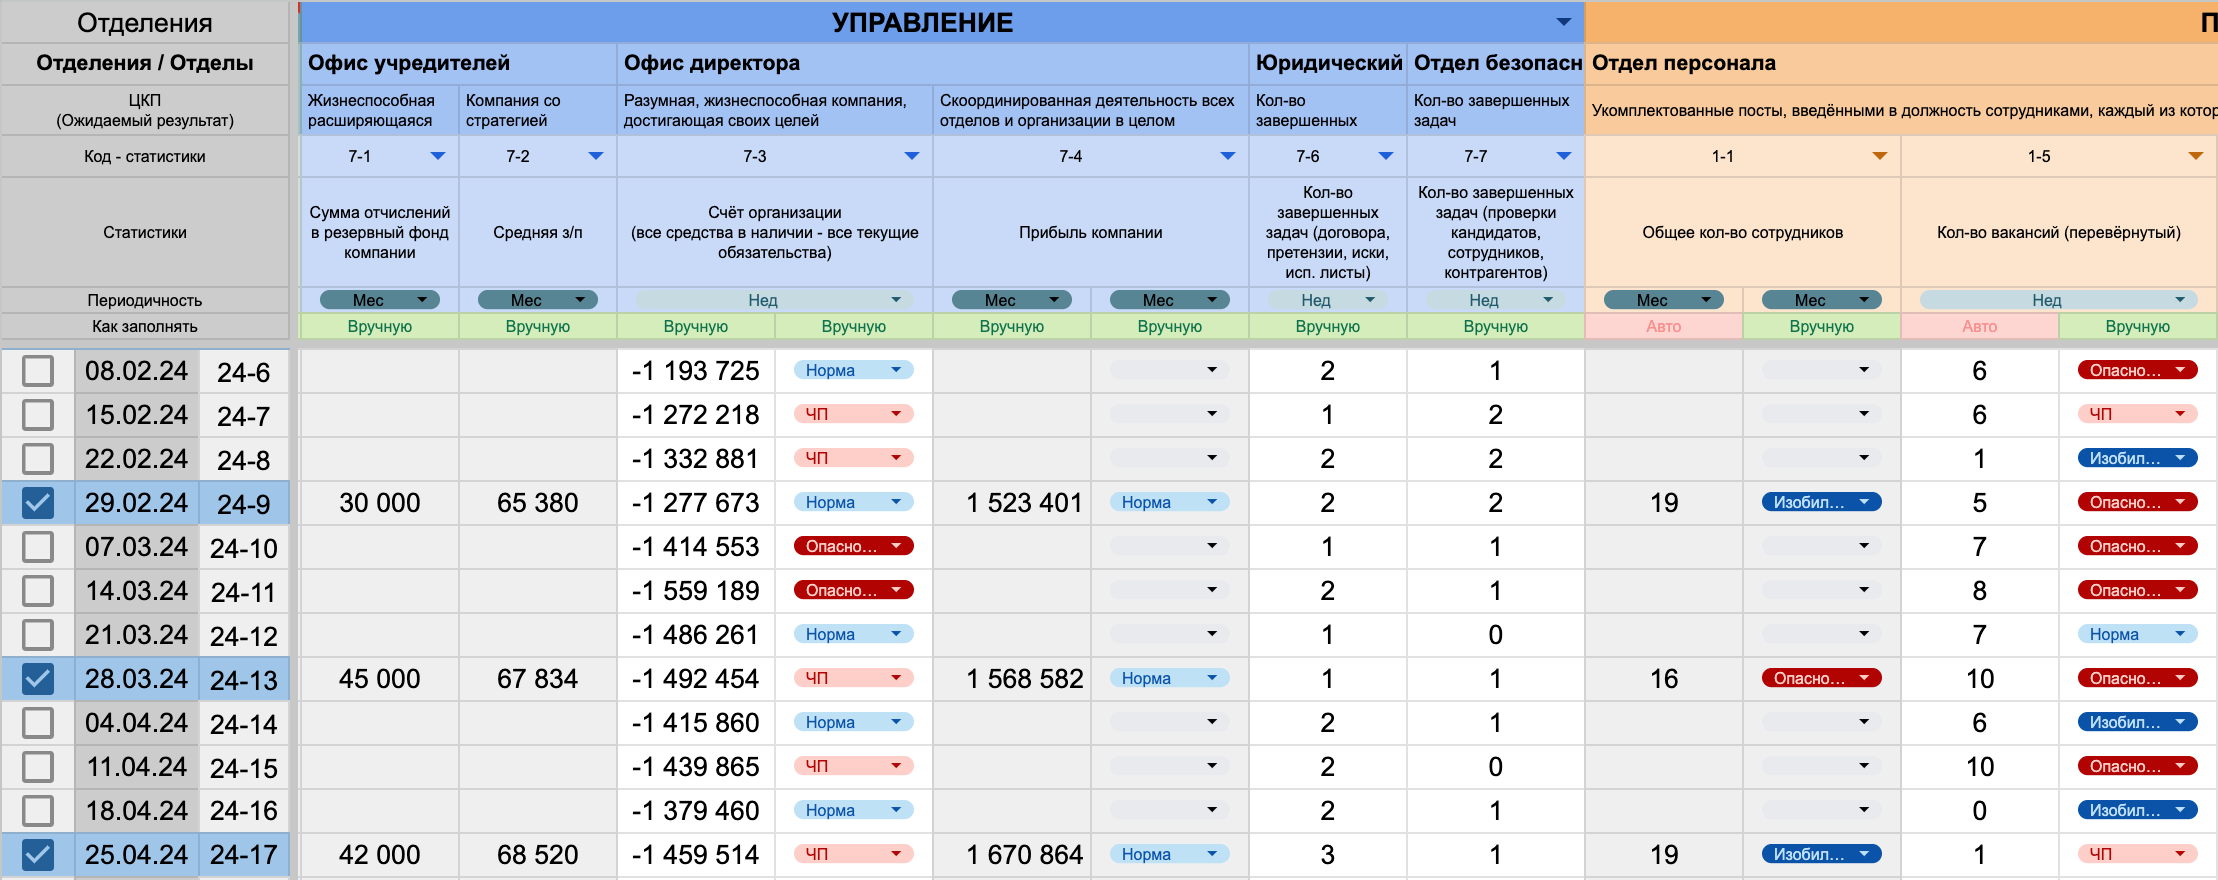 Отделения
УПРАВЛЕНИЕ
Отделения / Отделы
Офис учредителей
Офис директора
Юридический
Отдел безопасн
Отдел персонала
ЦКП
(Ожидаемый результат)
Жизнеспособная
расширяющаяся
Компания со
стратегией
Разумная, жизнеспособная компания,
достигающая своих целей
Скоординированная деятельность всех
отделов и организации в целом
Кол-во
завершенных
Кол-во завершенных
задач
Укомплектованные посты, введёнными в должность сотрудниками, каждый из котор
Код - статистики
7-1
7-2
7-3
7-4
7-6
7-7
1-1
1-5
Статистики
Сумма отчислений
в резервный фонд
компании
Средняя з/п
Счёт организации
(все средства в наличии - все текущие
обязательства)
Прибыль компании
Кол-во
завершенных
задач (договора,
претензии, иски,
исп. листы)
Кол-во завершенных
задач (проверки
кандидатов,
сотрудников,
контрагентов)
Общее кол-во сотрудников
Кол-во вакансий (перевёрнутый)
Периодичность Мес Мес Нед Мес Мес Нед Нед Мес Мес Нед
Как заполнять Вручную Вручную Вручную Вручную Вручную Вручную Вручную Вручную Авто Вручную Авто Вручную
08.02.24 24-6 -1 193 725 Норма 2 1 6 Опасно...
15.02.24 24-7 -1 272 218 ЧП 1 2 6 ЧП
22.02.24 24-8 -1 332 881 ЧП 2 2 1 Изобил...
29.02.24 24-9 30 000 65 380 -1 277 673 Норма 1 523 401 Норма 2 2 19 Изобил... 5 Опасно...
07.03.24 24-10 -1 414 553 Опасно... 1 1 7 Опасно...
14.03.24 24-11 -1 559 189 Опасно... 2 1 8 Опасно...
21.03.24 24-12 -1 486 261 Норма 1 0 7 Норма
28.03.24 24-13 45 000 67 834 -1 492 454 ЧП 1 568 582 Норма 1 1 16 Опасно... 10 Опасно...
04.04.24 24-14 -1 415 860 Норма 2 1 6 Изобил...
11.04.24 24-15 -1 439 865 ЧП 2 0 10 Опасно...
18.04.24 24-16 -1 379 460 Норма 2 1 0 Изобил...
25.04.24 24-17 42 000 68 520 -1 459 514 ЧП 1 670 864 Норма 3 1 19 Изобил... 1 ЧП